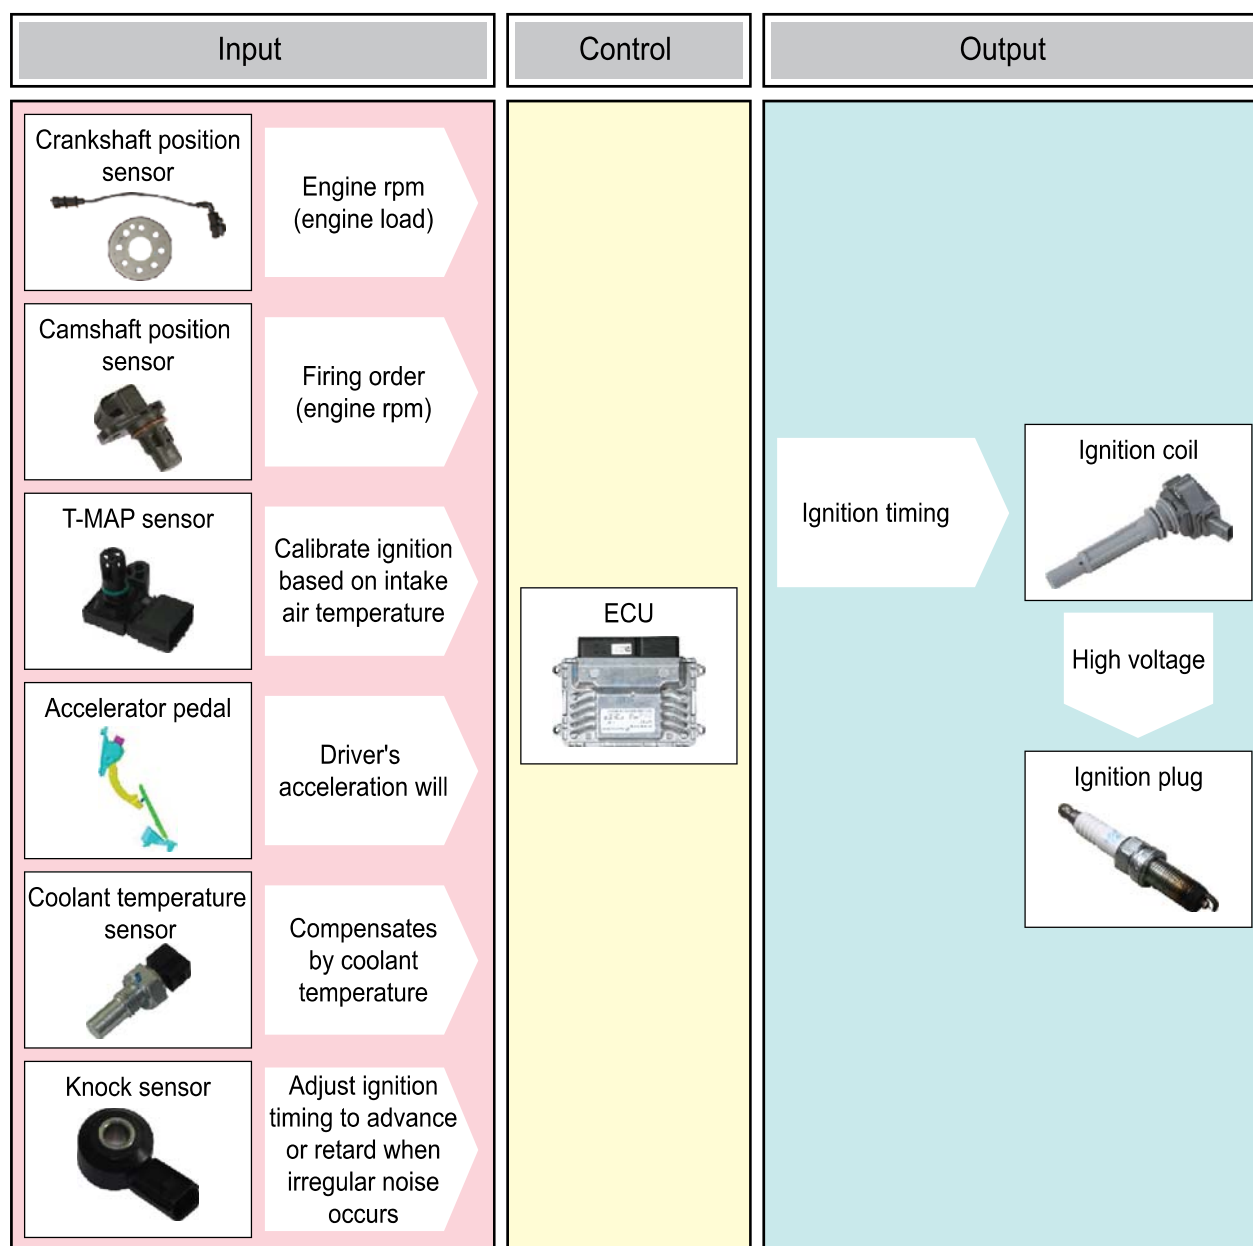 Input
Control
Output
Crankshaft position
sensor
Engine rpm
(engine load)
Camshaft position
sensor
Firing order
(engine rpm)
T-MAP sensor
Calibrate ignition
based on intake
air temperature
Accelerator pedal
Driver's
acceleration will
Coolant temperature
sensor
Compensates
by coolant
temperature
Knock sensor
Adjust ignition
timing to advance
or retard when
irregular noise
occurs
ECU
Ignition timing
Ignition coil
High voltage
Ignition plug